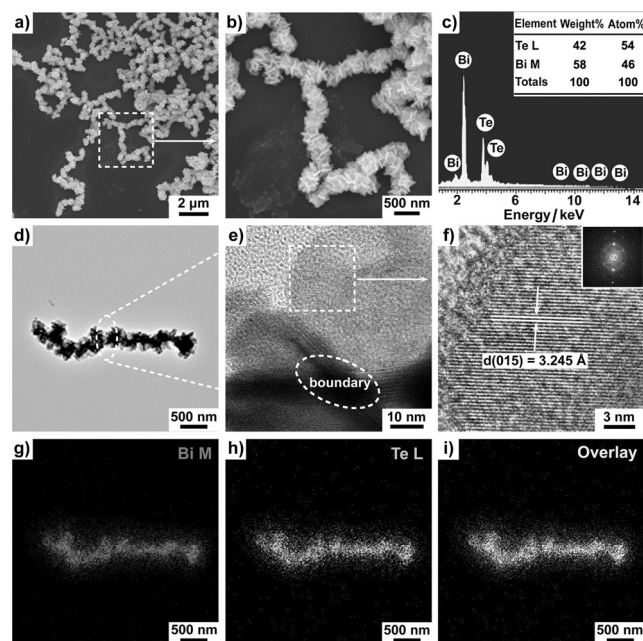 a)
2 µm
b)
500 nm
c)
Element Weight% Atom%
Te L 42 54
Bi M 58 46
Totals 100 100
Bi
Te
Te
Bi
Bi Bi Bi Bi
2 6 10 14
Energy/keV
d)
500 nm
e)
boundary
10 nm
f)
d(015) = 3.245 Å
3 nm
g)
Bi M
500 nm
h)
Te L
500 nm
i)
Overlay
500 nm